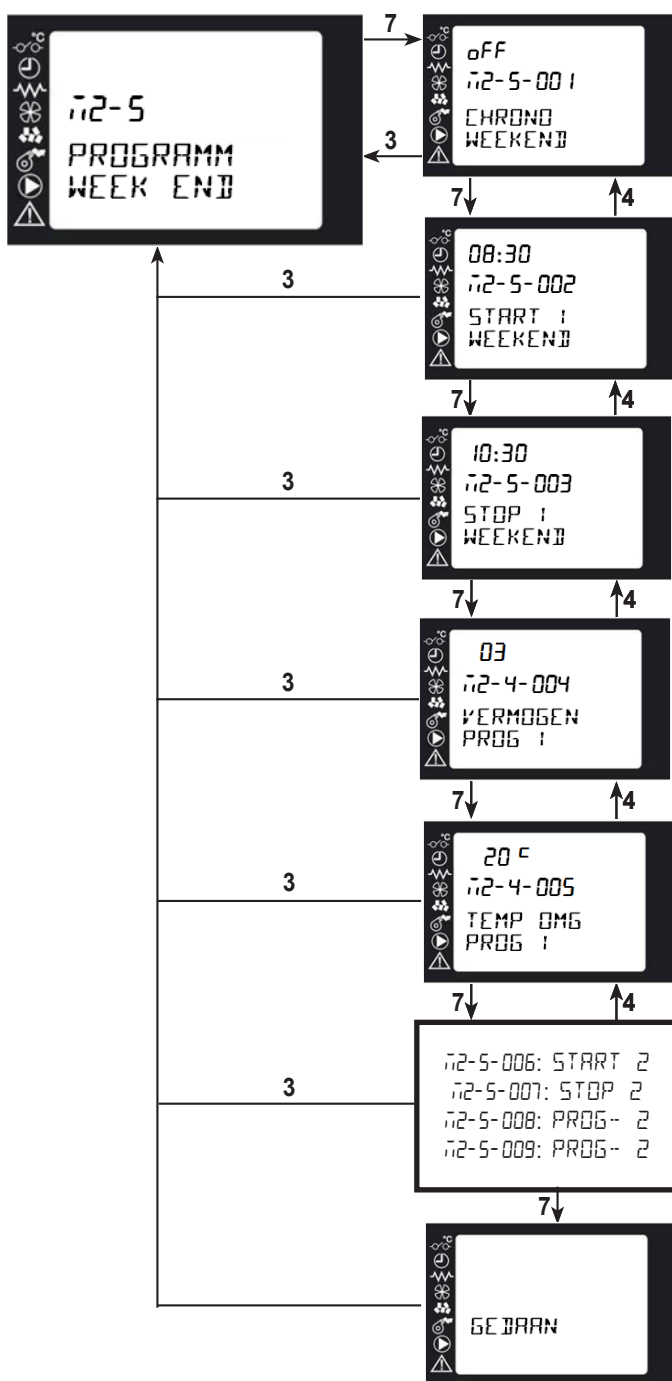 °C
M2-5
PROGRAMM
WEEK END
7
3
°C
oFF
M2-5-001
CHRONO
WEEKEND
7
4
3
°C
08:30
M2-5-002
START 1
WEEKEND
7
4
3
°C
10:30
M2-5-003
STOP 1
WEEKEND
7
4
3
°C
03
M2-4-004
VERMOGEN
PROG 1
7
4
3
°C
20 C
M2-4-005
TEMP OMG
PROG 1
7
4
3
M2-5-006: START 2
M2-5-007: STOP 2
M2-5-008: PROG-- 2
M2-5-009: PROG-- 2
7
°C
GEDAAN